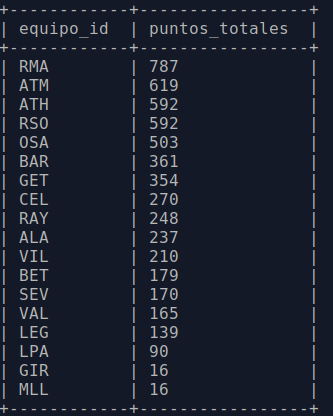 +------------+-----------------+
| equipo_id  | puntos_totales  |
+------------+-----------------+
| RMA        | 787             |
| ATM        | 619             |
| ATH        | 592             |
| RSO        | 592             |
| OSA        | 503             |
| BAR        | 361             |
| GET        | 354             |
| CEL        | 270             |
| RAY        | 248             |
| ALA        | 237             |
| VIL        | 210             |
| BET        | 179             |
| SEV        | 170             |
| VAL        | 165             |
| LEG        | 139             |
| LPA        | 90              |
| GIR        | 16              |
| MLL        | 16              |
+------------+-----------------+